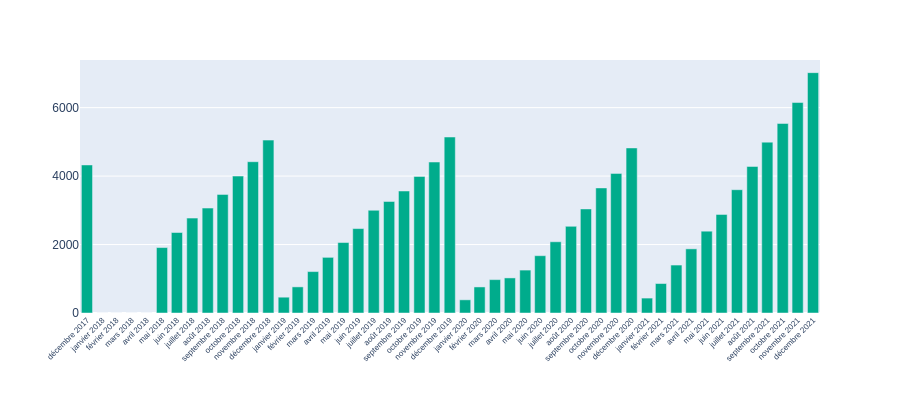 6000
4000
2000
0
décembre 2017
janvier 2018
février 2018
mars 2018
avril 2018
mai 2018
juin 2018
juillet 2018
août 2018
septembre 2018
octobre 2018
novembre 2018
décembre 2018
janvier 2019
février 2019
mars 2019
avril 2019
mai 2019
juin 2019
juillet 2019
août 2019
septembre 2019
octobre 2019
novembre 2019
décembre 2019
janvier 2020
février 2020
mars 2020
avril 2020
mai 2020
juin 2020
juillet 2020
août 2020
septembre 2020
octobre 2020
novembre 2020
décembre 2020
janvier 2021
février 2021
mars 2021
avril 2021
mai 2021
juin 2021
juillet 2021
août 2021
septembre 2021
octobre 2021
novembre 2021
décembre 2021